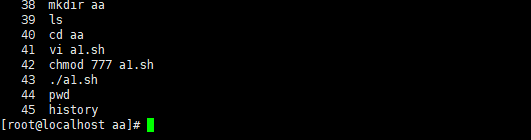 38 mkdir aa
39 ls
40 cd aa
41 vi a1.sh
42 chmod 777 a1.sh
43 ./a1.sh
44 pwd
45 history
[root@localhost aa]#